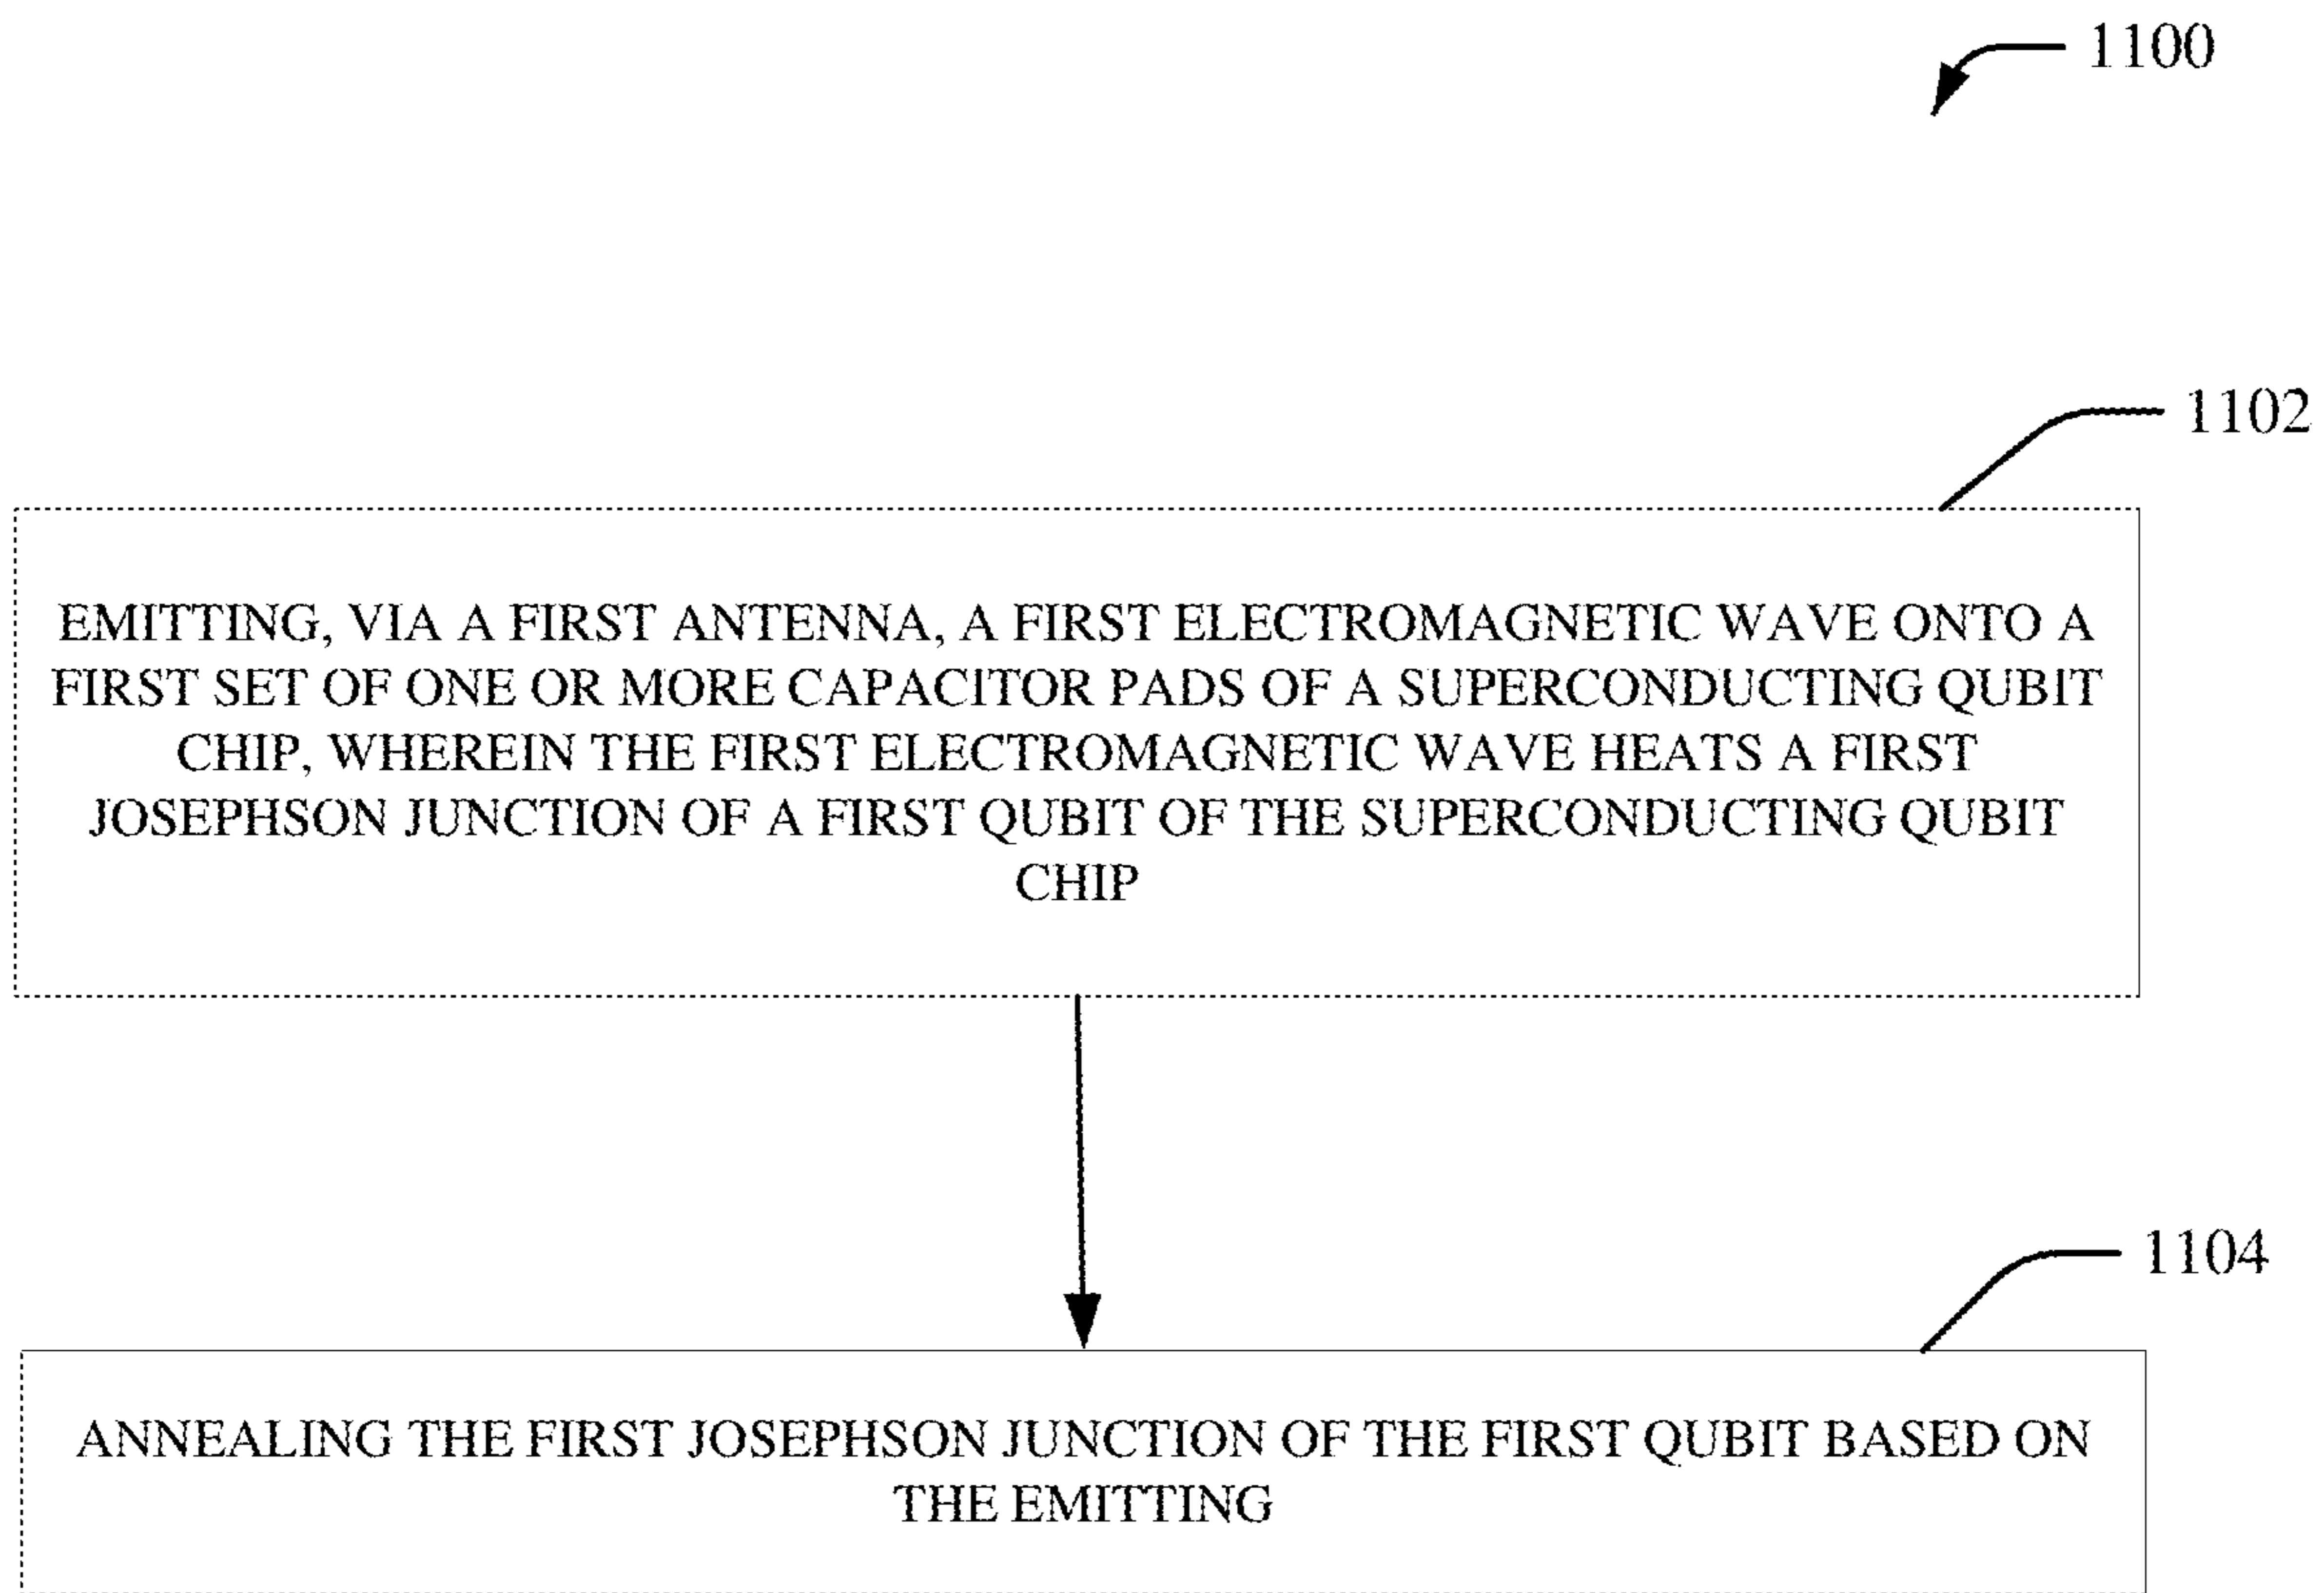 1100
1102
EMITTING, VIA A FIRST ANTENNA, A FIRST ELECTROMAGNETIC WAVE ONTO A
FIRST SET OF ONE OR MORE CAPACITOR PADS OF A SUPERCONDUCTING QUBIT
CHIP, WHEREIN THE FIRST ELECTROMAGNETIC WAVE HEATS A FIRST
JOSEPHSON JUNCTION OF A FIRST QUBIT OF THE SUPERCONDUCTING QUBIT
CHIP
1104
ANNEALING THE FIRST JOSEPHSON JUNCTION OF THE FIRST QUBIT BASED ON
THE EMITTING